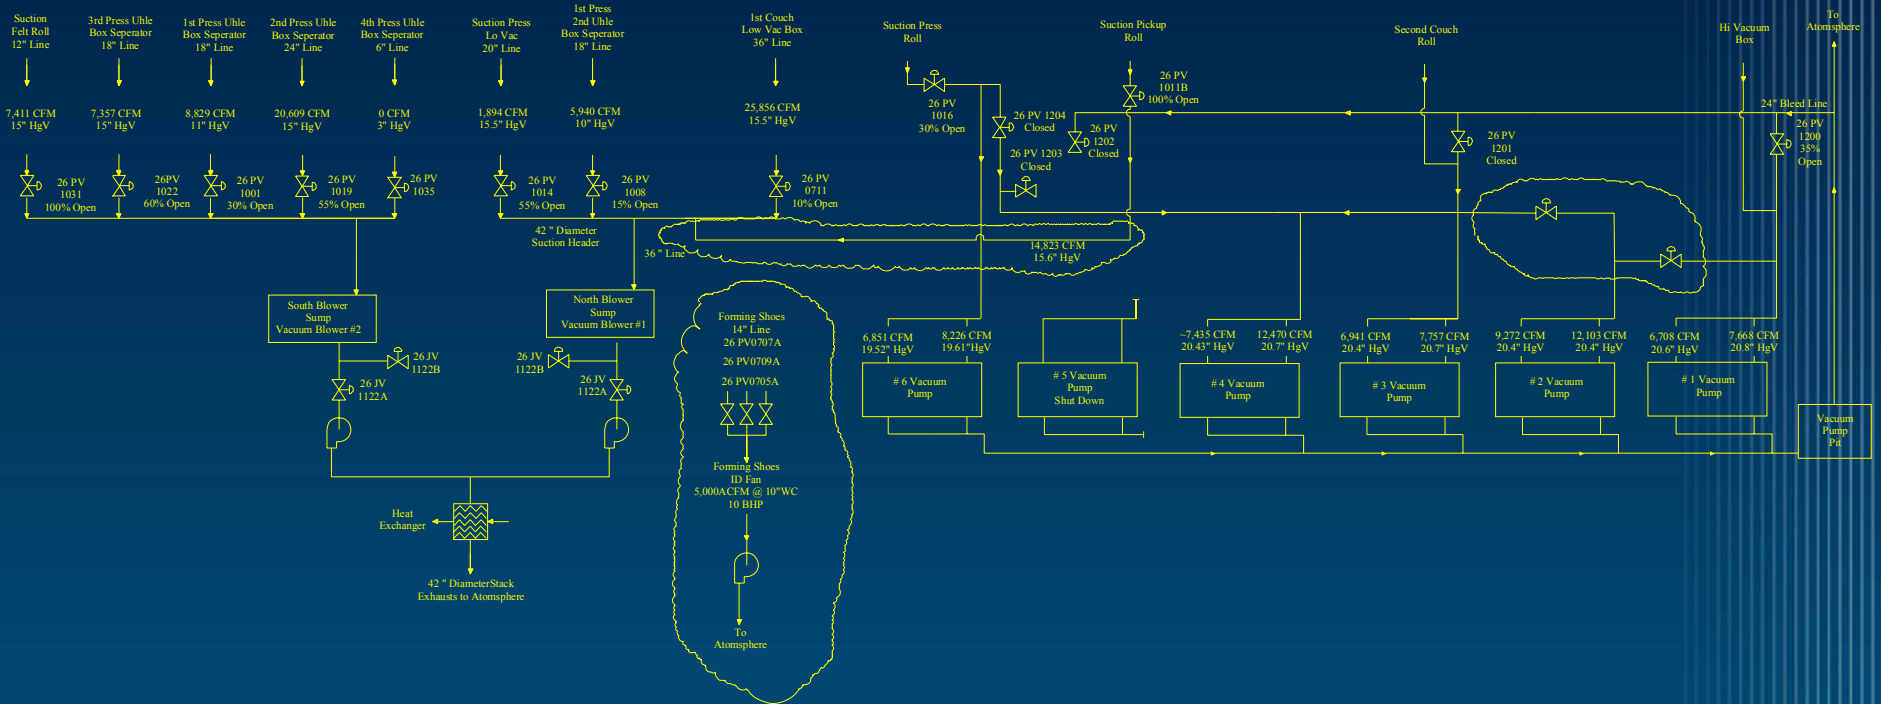 Suction
Felt Roll
12" Line
3rd Press Uhle
Box Seperator
18" Line
1st Press Uhle
Box Seperator
18" Line
2nd Press Uhle
Box Seperator
24" Line
4th Press Uhle
Box Seperator
6" Line
Suction Press
Lo Vac
20" Line
1st Press
2nd Uhle
Box Seperator
18" Line
1st Couch
Low Vac Box
36" Line
Suction Press
Roll
Suction Pickup
Roll
Second Couch
Roll
Hi Vacuum
Box
To
Atomsphere
7,411 CFM
15" HgV
7,357 CFM
15" HgV
8,829 CFM
11" HgV
20,609 CFM
15" HgV
0 CFM
3" HgV
1,894 CFM
15.5" HgV
5,940 CFM
10" HgV
25,856 CFM
15.5" HgV
26 PV
1016
30% Open
26 PV 1204
Closed
26 PV 1203
Closed
26 PV
1202
Closed
26 PV
1011B
100% Open
26 PV
1201
Closed
24" Bleed Line
26 PV
1200
35%
Open
26 PV
1031
100% Open
26PV
1022
60% Open
26 PV
1001
30% Open
26 PV
1019
55% Open
26 PV
1035
26 PV
1014
55% Open
26 PV
1008
15% Open
26 PV
0711
10% Open
42 " Diameter
Suction Header
36 " Line
14,823 CFM
15.6" HgV
South Blower
Sump
Vacuum Blower #2
North Blower
Sump
Vacuum Blower #1
26 JV
1122B
26 JV
1122A
26 JV
1122B
26 JV
1122A
Forming Shoes
14" Line
26 PV0707A
26 PV0709A
26 PV0705A
Forming Shoes
ID Fan
5,000ACFM @ 10"WC
10 BHP
To
Atomsphere
6,851 CFM
19.52" HgV
8,226 CFM
19.61"HgV
~7,435 CFM
20.43" HgV
12,470 CFM
20.7" HgV
6,941 CFM
20.4" HgV
7,757 CFM
20.7" HgV
9,272 CFM
20.4" HgV
12,103 CFM
20.4" HgV
6,708 CFM
20.6" HgV
7,668 CFM
20.8" HgV
# 6 Vacuum
Pump
# 5 Vacuum
Pump
Shut Down
# 4 Vacuum
Pump
# 3 Vacuum
Pump
# 2 Vacuum
Pump
# 1 Vacuum
Pump
Vacuum
Pump
Pit
Heat
Exchanger
42 " DiameterStack
Exhausts to Atomsphere